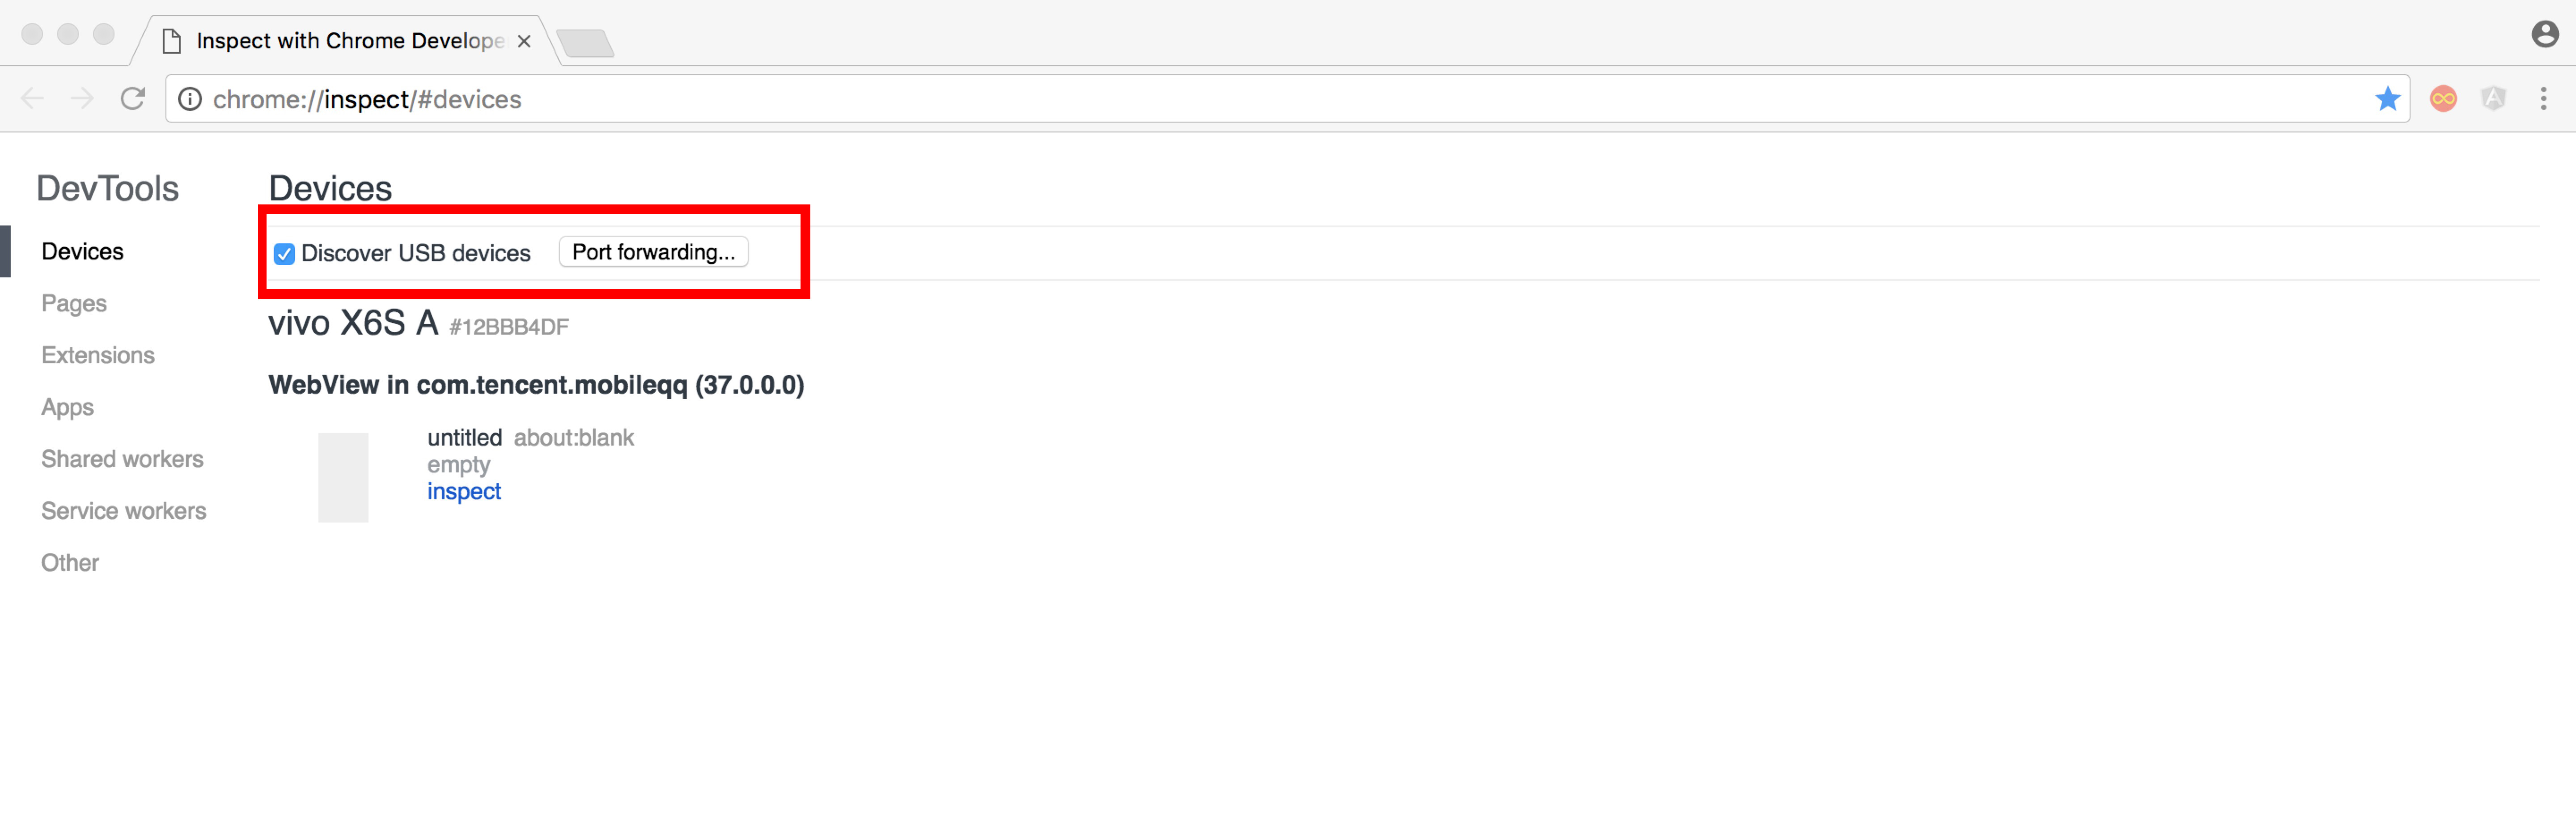 Inspect with Chrome Develope
chrome://inspect/#devices
DevTools
Devices
Pages
Extensions
Apps
Shared workers
Service workers
Other
Devices
Discover USB devices Port forwarding...
vivo X6S A #12BBB4DF
WebView in com.tencent.mobileqq (37.0.0.0)
untitled about:blank
empty
inspect